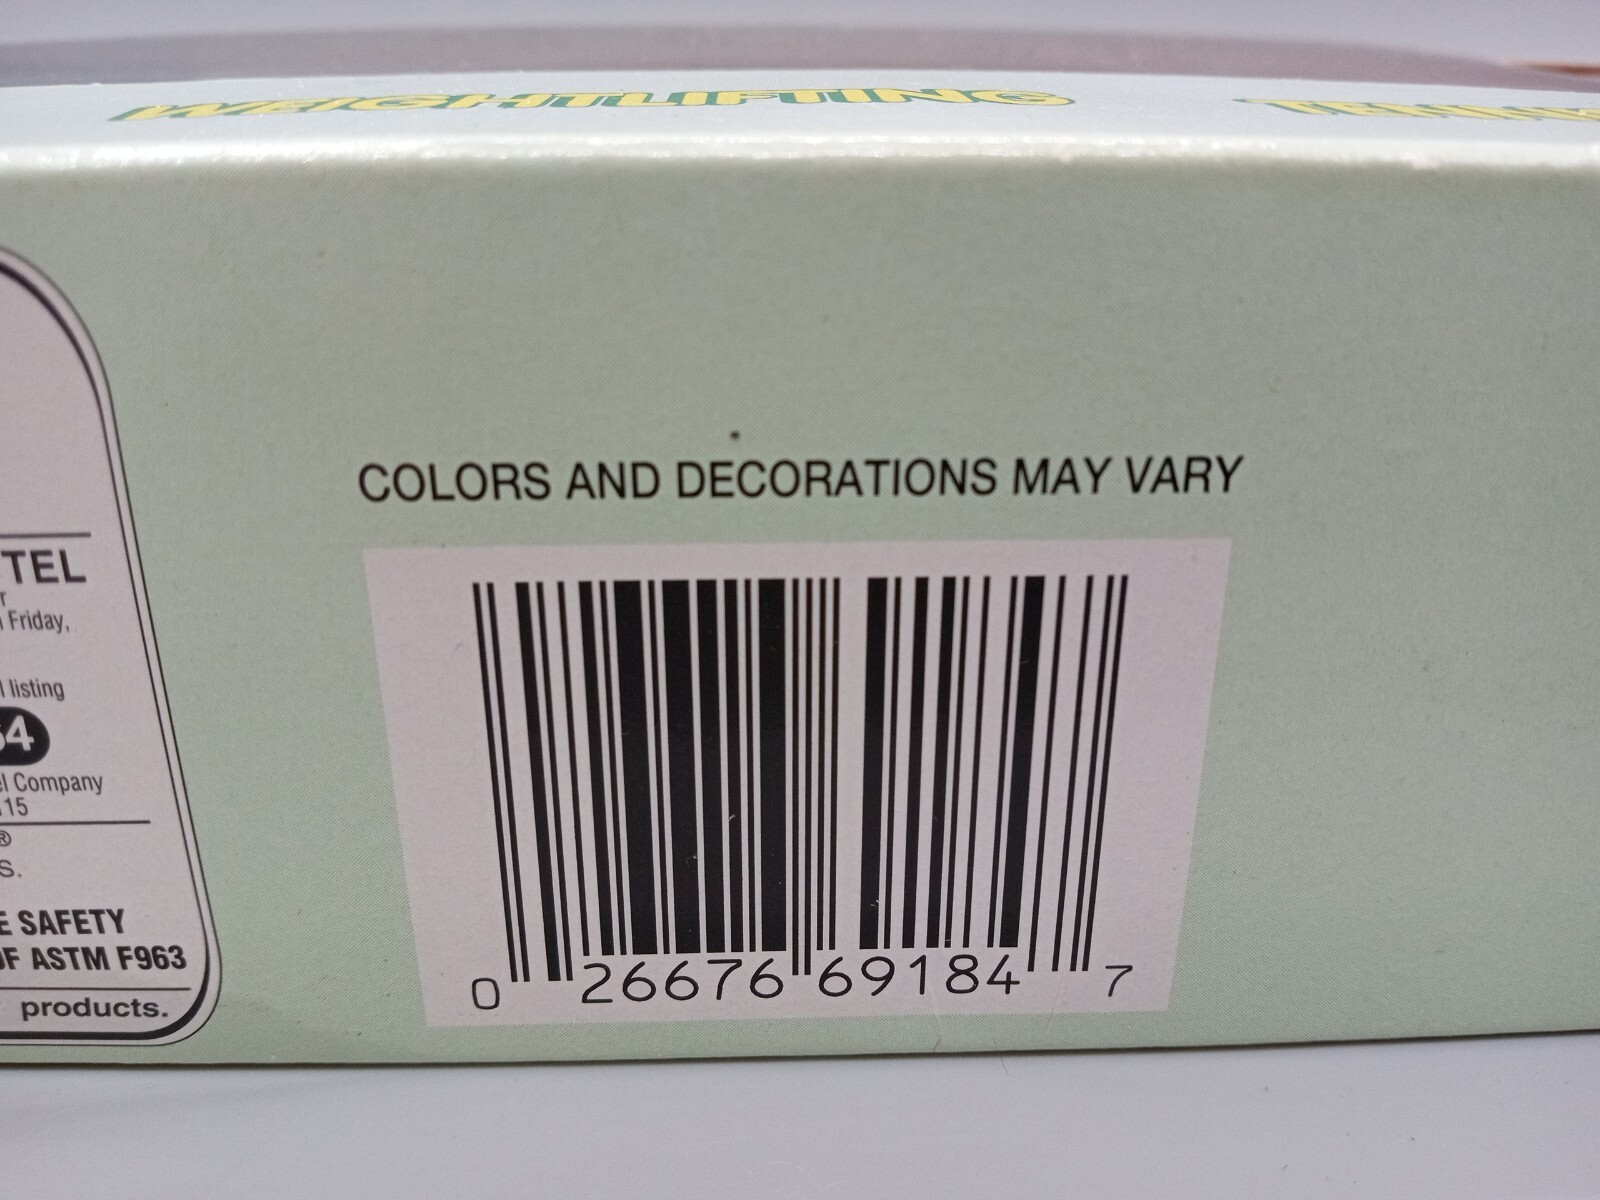 WEIGHTLIFTING
COLORS AND DECORATIONS MAY VARY
0 26676 69184 7
TEL
Friday,
listing
Company
115
®
S.
SAFETY
OF ASTM F963
products.